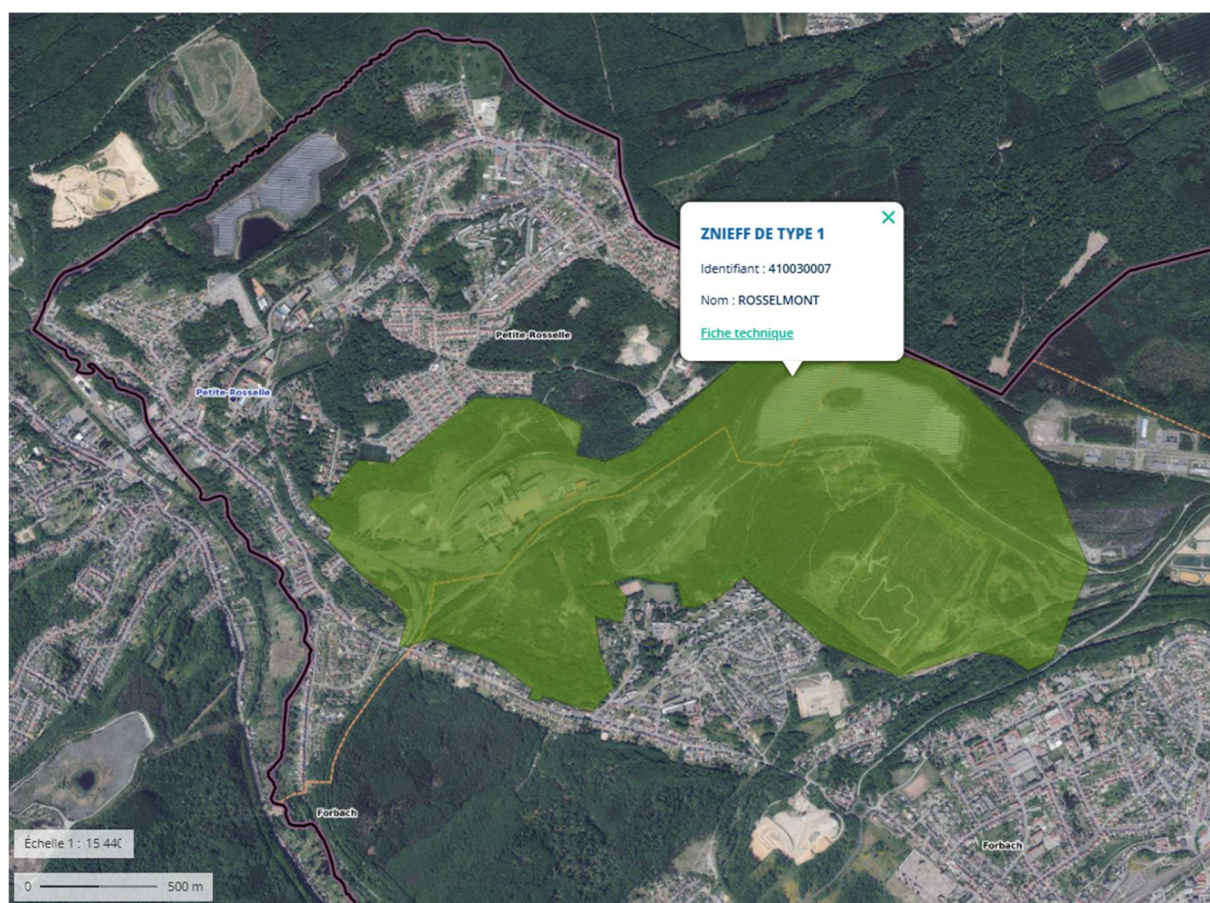 ZNIEFF DE TYPE 1
Identifiant : 410030007
Nom : ROSSELMONT
Fiche technique
Petite-Rosselle
Petite-Rosselle
Forbach
Forbach
Échelle 1 : 15 440
0 500 m